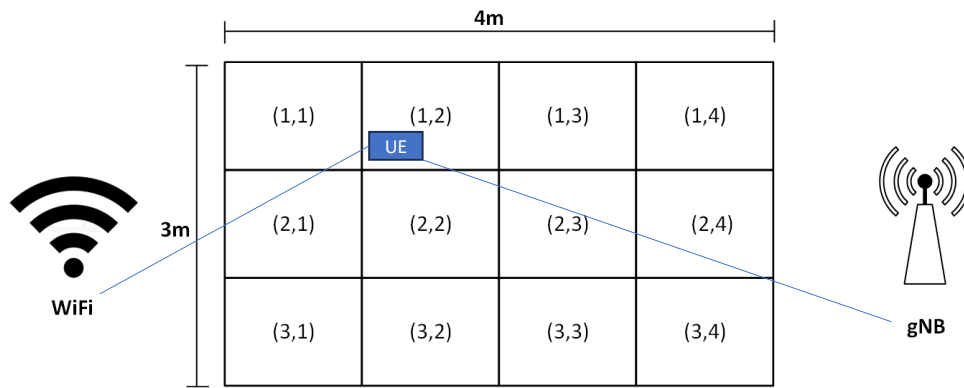 4m
(1,1) (1,2) (1,3) (1,4)
UE
3m (2,1) (2,2) (2,3) (2,4)
WiFi
gNB
(3,1) (3,2) (3,3) (3,4)